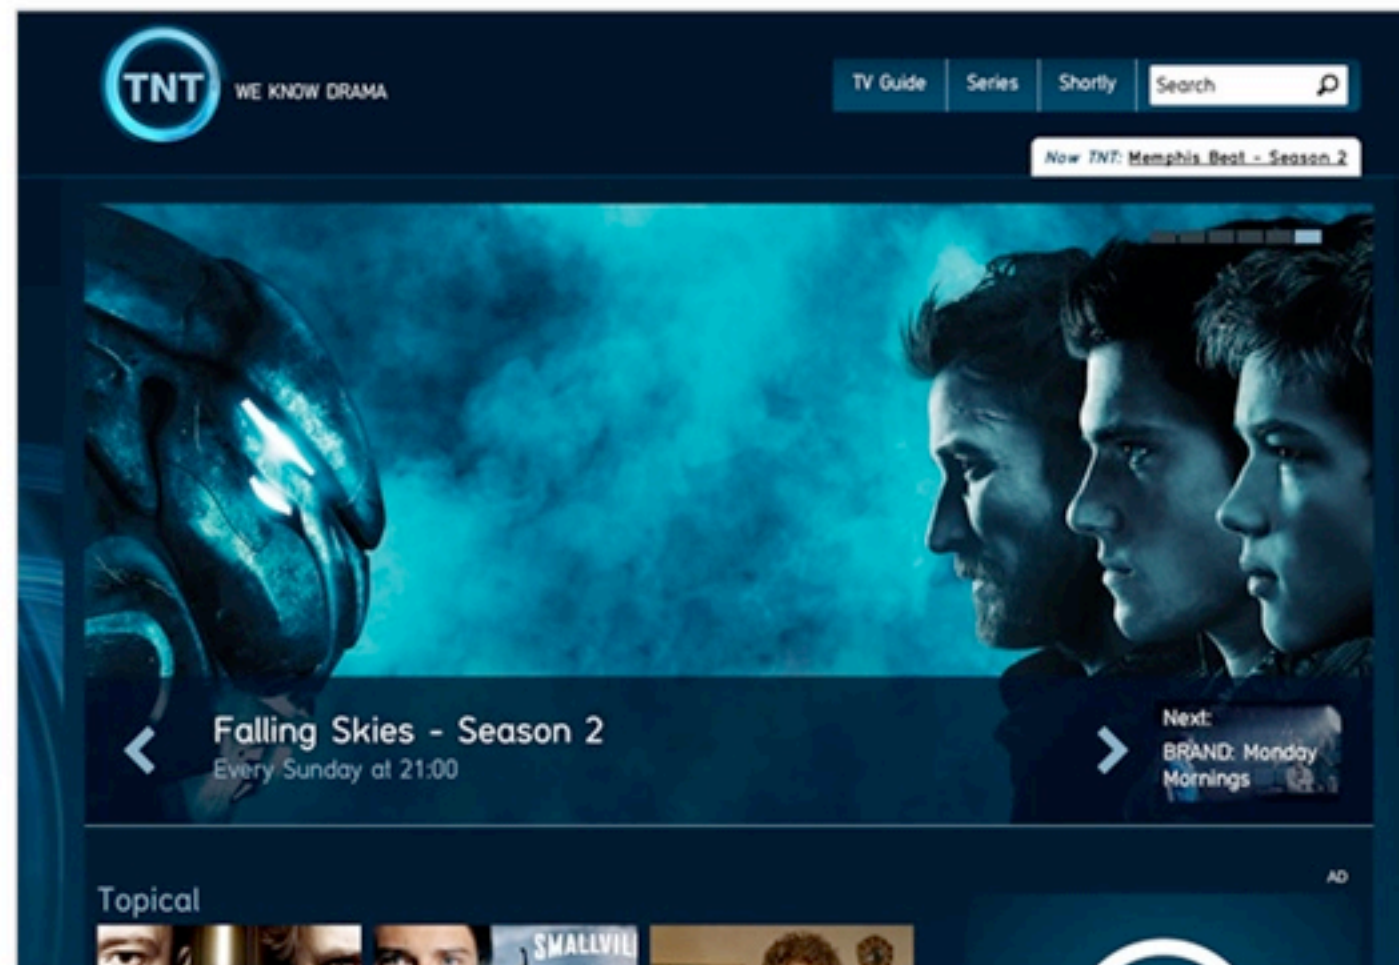 TNT
WE KNOW DRAMA
TV Guide
Series
Shortly
Search
Now TNT: Memphis Beat - Season 2
Falling Skies - Season 2
Every Sunday at 21:00
Next:
BRAND: Monday
Mornings
AD
Topical
SMALLVIL